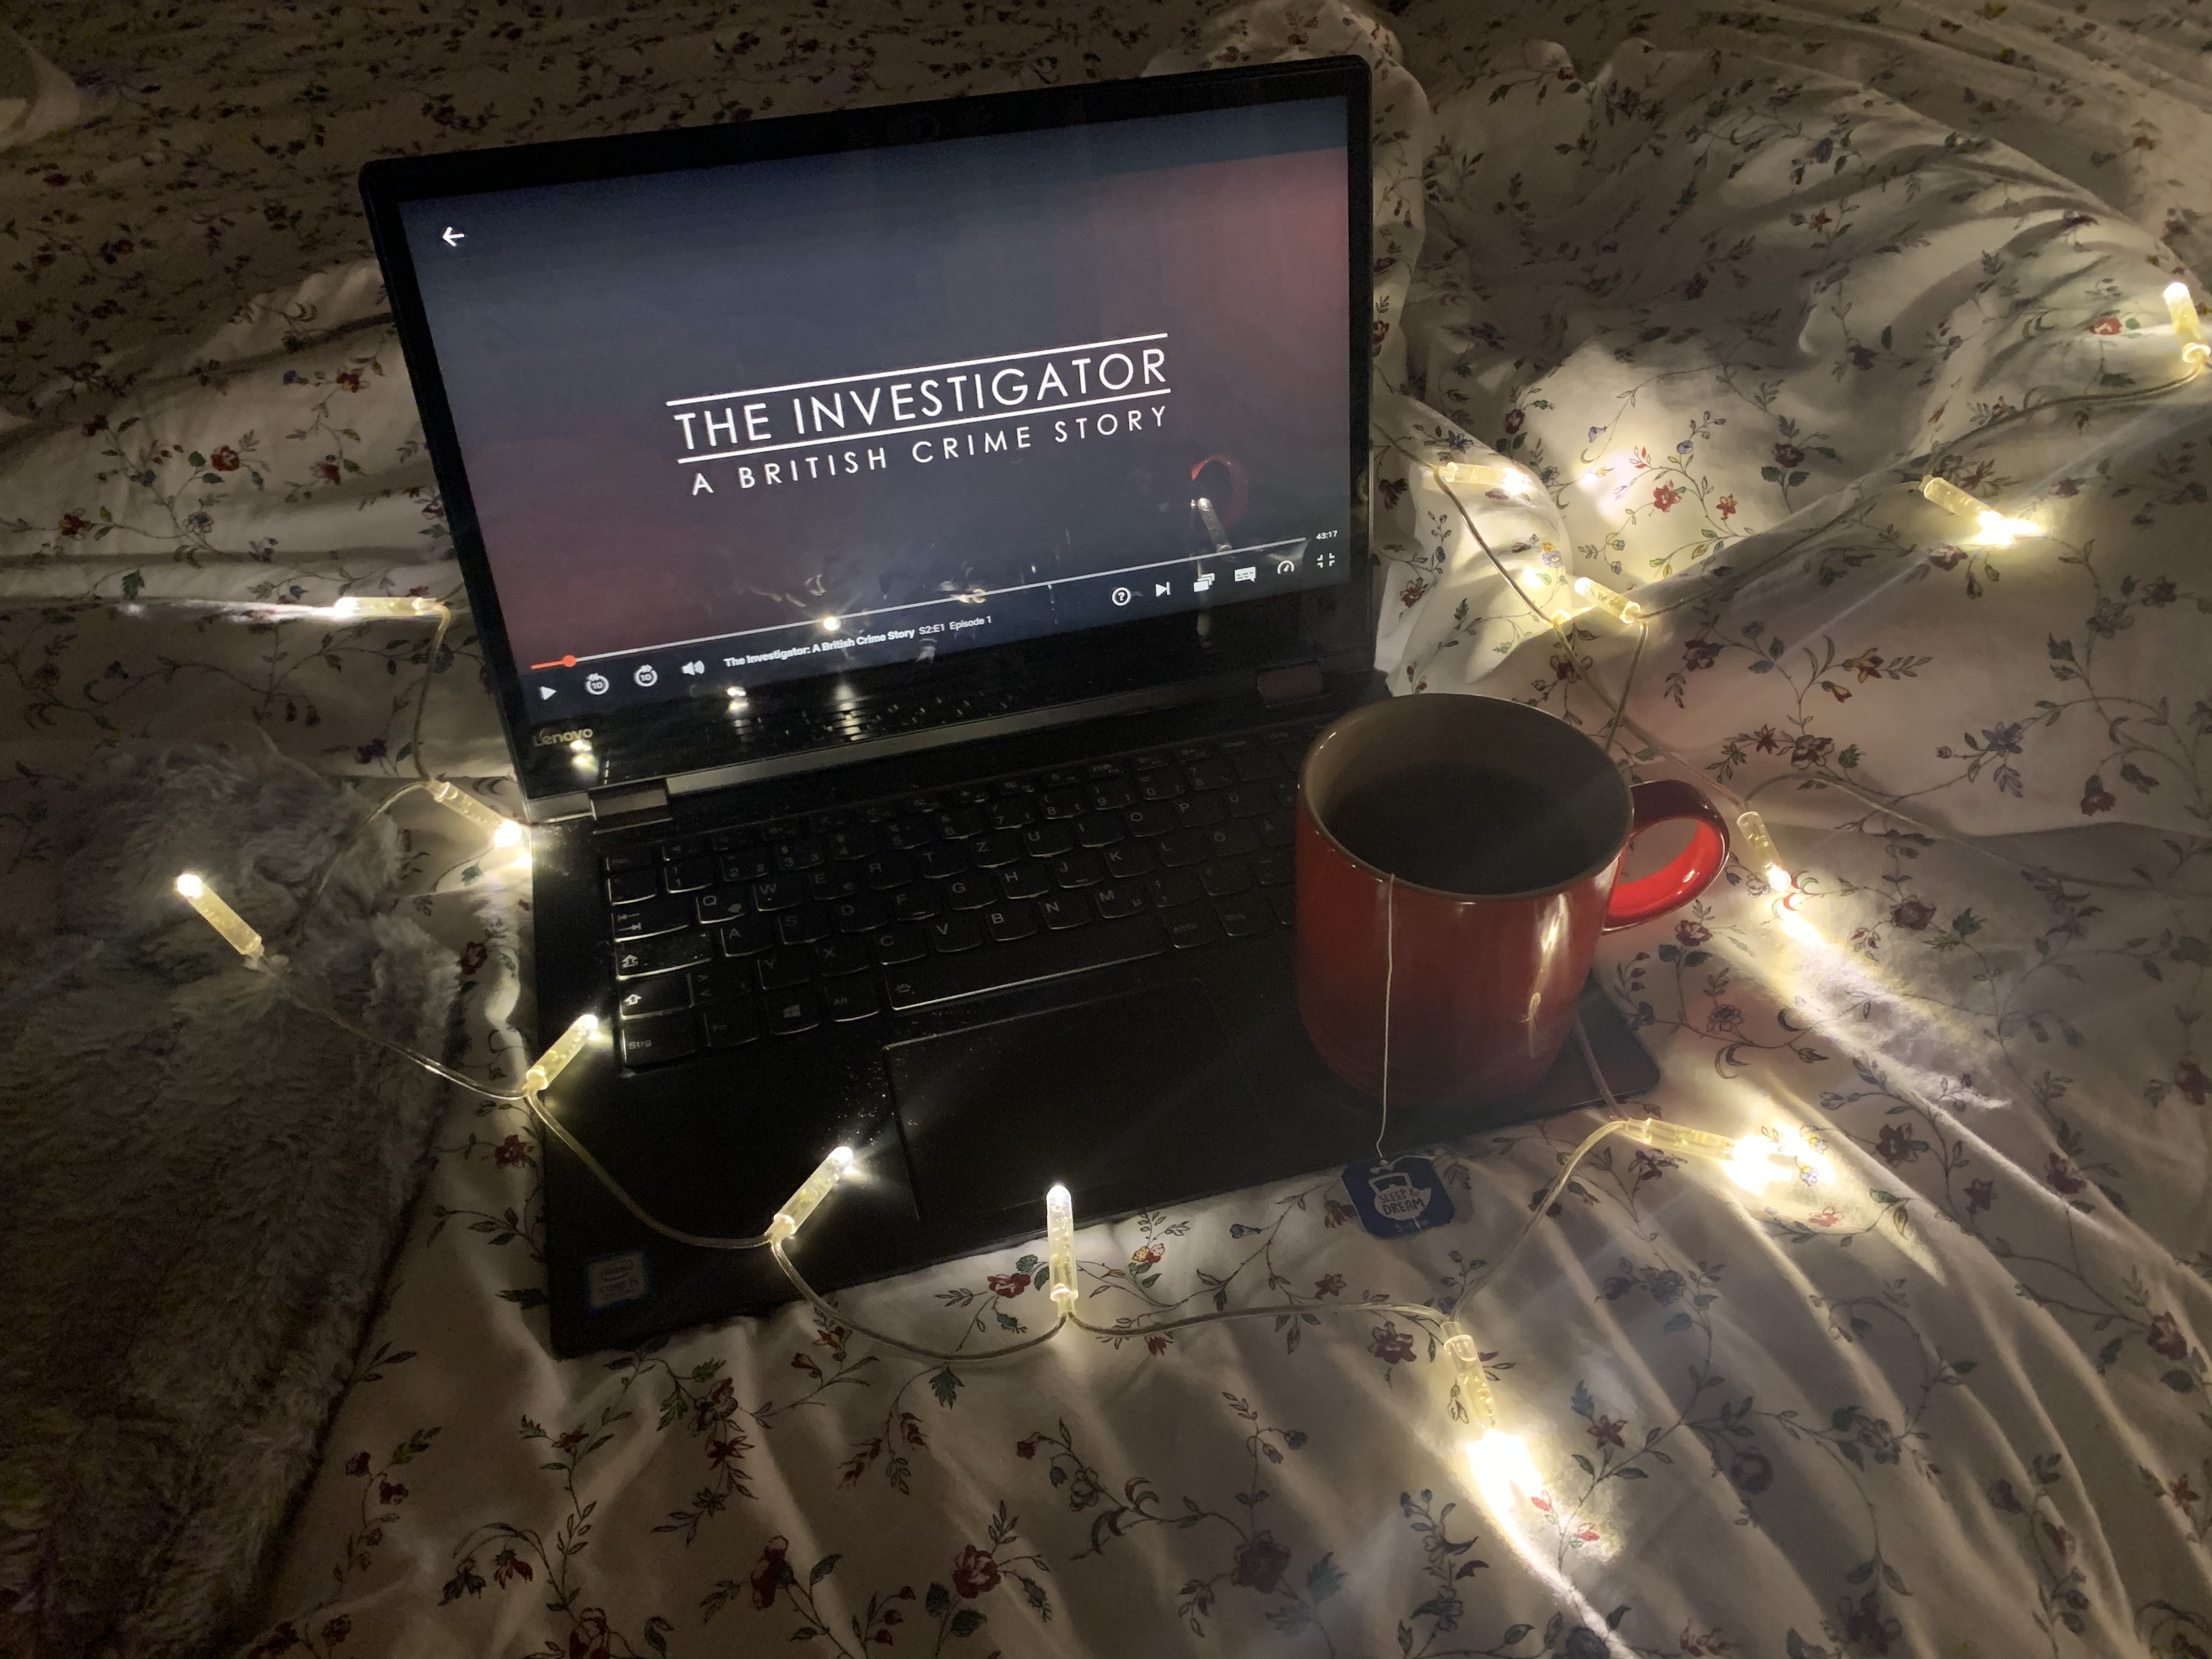 THE INVESTIGATOR
A BRITISH CRIME STORY
43:17
10 10 The Investigator: A British Crime Story S2:E1 Episode 1 ?
Lenovo
Q W E R T Z U I O P Ü
A S D F G H J K L Ö Ä
Y X C V B N M
Strg Fn Alt
SLEEP &
DREAM